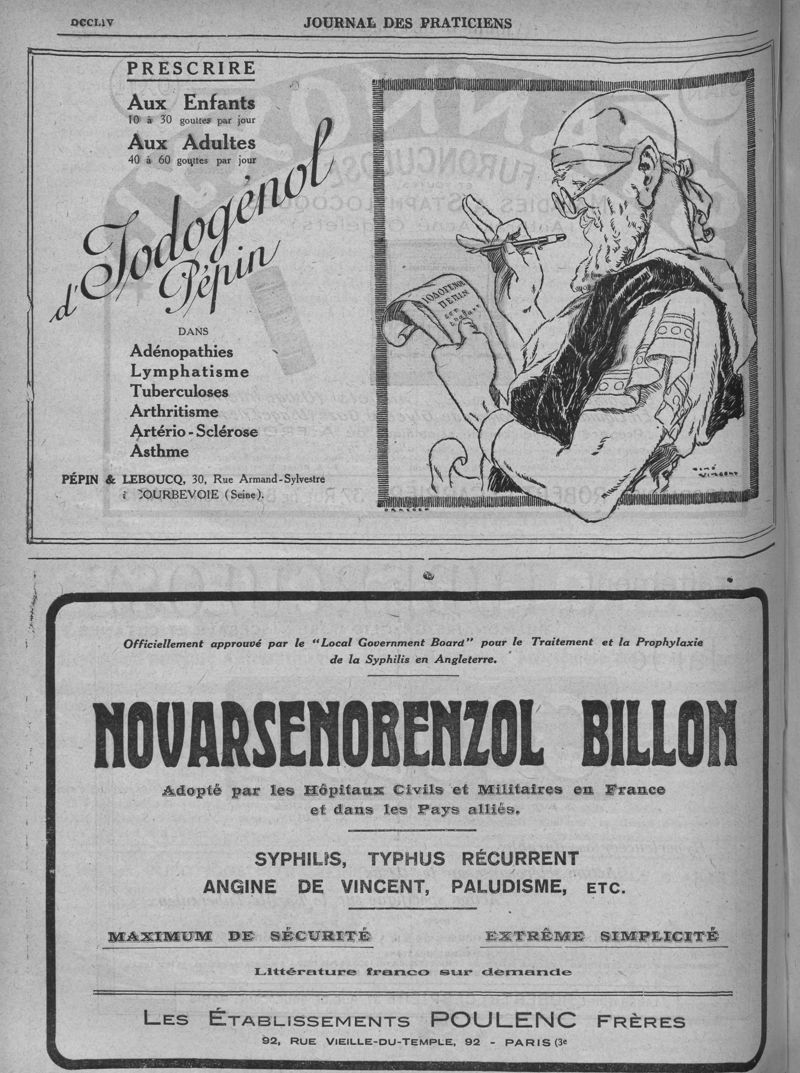 DCCLIV
JOURNAL DES PRATICIENS
PRESCRIRE
Aux Enfants
10 à 30 gouttes par jour
Aux Adultes
40 à 60 gouttes par jour
d'Iodogénol
Pépin
DANS
Adénopathies
Lymphatisme
Tuberculoses
Arthritisme
Artério-Sclérose
Asthme
PÉPIN & LEBOUCQ, 30, Rue Armand-Sylvestre
à COURBEVOIE (Seine).
ΙΟΔΟΓΕΝΟΛ
ΠΕΠΙΝ
RENÉ
VINCENT
Officiellement approuvé par le "Local Government Board" pour le Traitement et la Prophylaxie
de la Syphilis en Angleterre.
NOVARSENOBENZOL BILLON
Adopté par les Hôpitaux Civils et Militaires en France
et dans les Pays alliés.
SYPHILIS, TYPHUS RÉCURRENT
ANGINE DE VINCENT, PALUDISME, ETC.
MAXIMUM DE SÉCURITÉ
EXTRÊME SIMPLICITÉ
Littérature franco sur demande
LES ÉTABLISSEMENTS POULENC FRÈRES
92, RUE VIEILLE-DU-TEMPLE, 92 - PARIS (3e